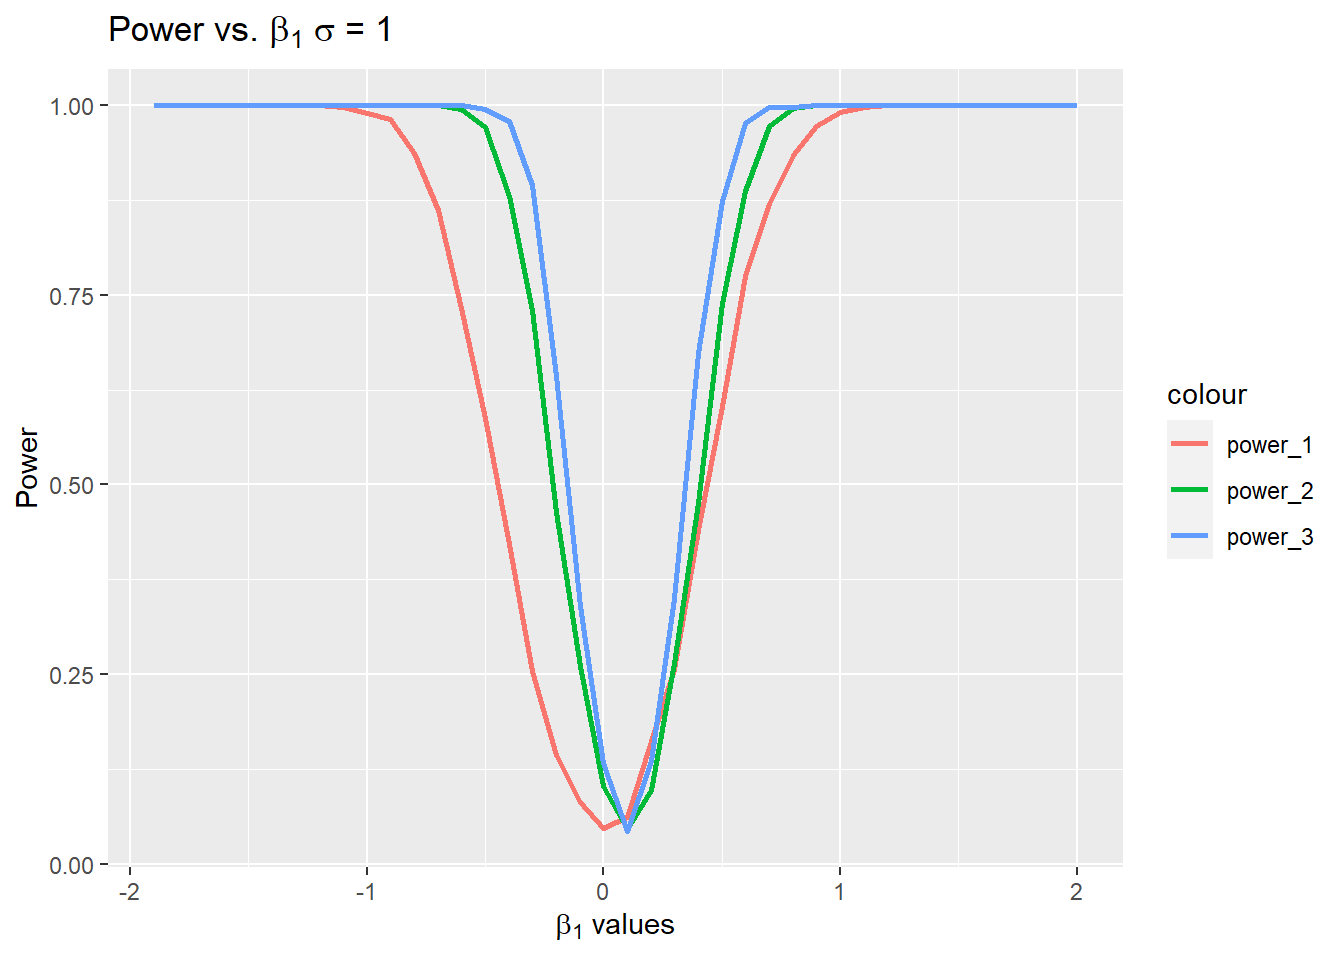 Power vs. β₁ σ = 1
1.00
0.75
0.50
0.25
0.00
Power
-2
-1
0
1
2
β₁ values
colour
power_1
power_2
power_3